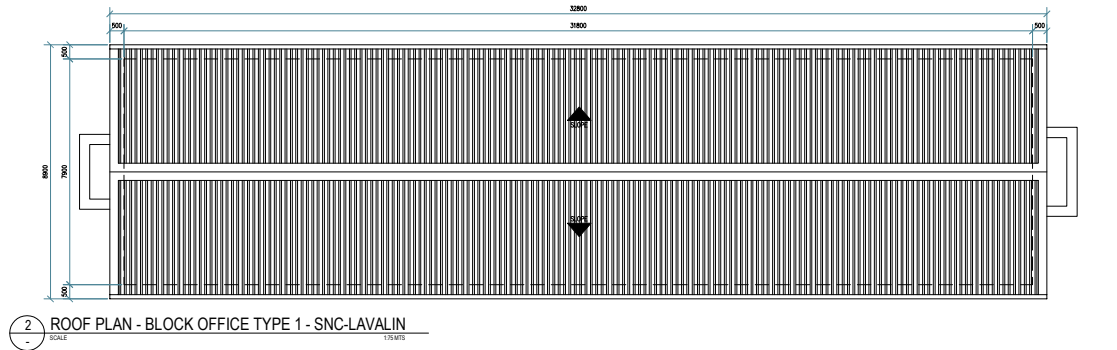 32800
500 31800 500
500
8900
7900
500
SLOPE
SLOPE
2
-
ROOF PLAN - BLOCK OFFICE TYPE 1 - SNC-LAVALIN
SCALE 1:75 MTS